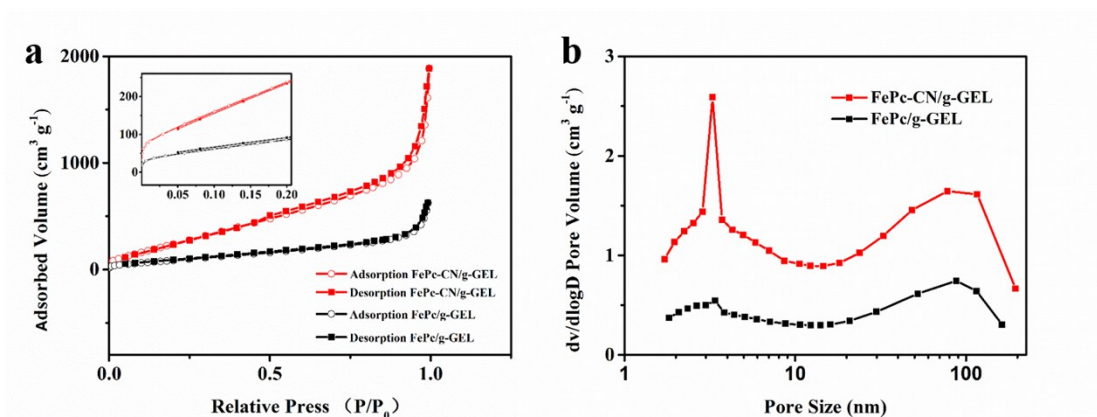 a
2000
1000
0
Adsorbed Volume (cm³ g⁻¹)
200
100
0
0.05 0.10 0.15 0.20
Adsorption FePc-CN/g-GEL
Desorption FePc-CN/g-GEL
Adsorption FePc/g-GEL
Desorption FePc/g-GEL
0.0 0.5 1.0
Relative Press （P/P₀）
b
3
2
1
0
dv/dlogD Pore Volume (cm³ g⁻¹)
FePc-CN/g-GEL
FePc/g-GEL
1 10 100
Pore Size (nm)